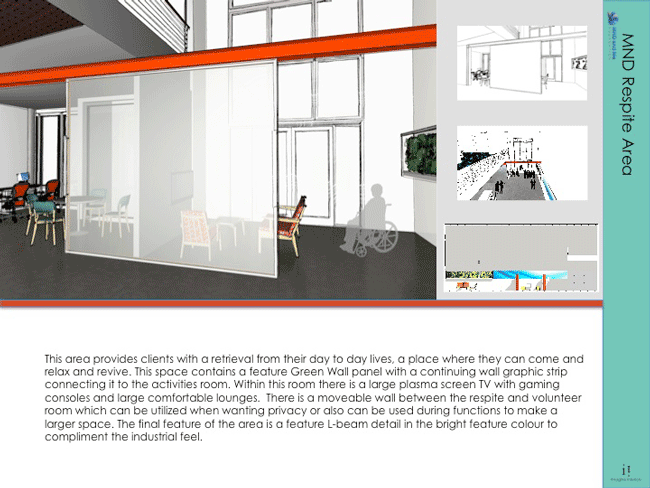 MND Respite Area
This area provides clients with a retrieval from their day to day lives, a place where they can come and
relax and revive. This space contains a feature Green Wall panel with a continuing wall graphic strip
connecting it to the activities room. Within this room there is a large plasma screen TV with gaming
consoles and large comfortable lounges.  There is a moveable wall between the respite and volunteer
room which can be utilized when wanting privacy or also can be used during functions to make a
larger space. The final feature of the area is a feature L-beam detail in the bright feature colour to
compliment the industrial feel.